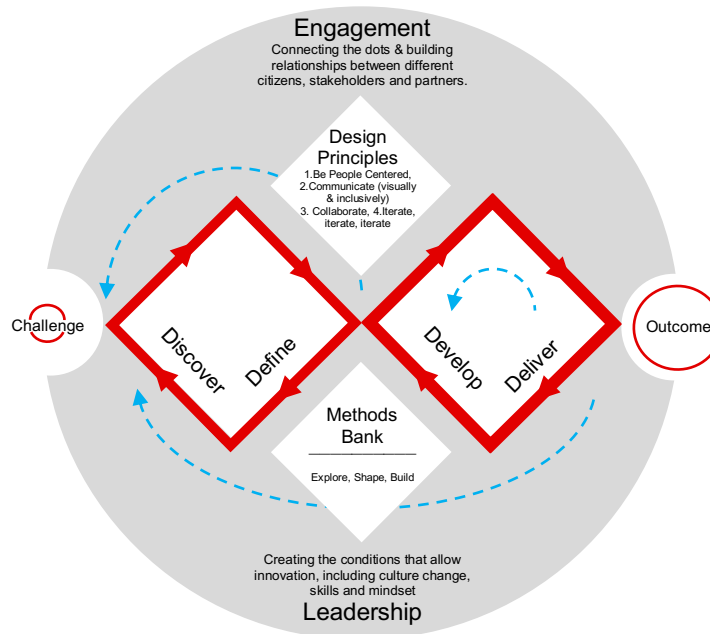 Engagement
Connecting the dots & building
relationships between different
citizens, stakeholders and partners.
Design
Principles
1.Be People Centered,
2.Communicate (visually
& inclusively)
3. Collaborate, 4.Iterate,
iterate, iterate
Challenge
Discover
Define
Develop
Deliver
Outcome
Methods
Bank
Explore, Shape, Build
Creating the conditions that allow
innovation, including culture change,
skills and mindset
Leadership